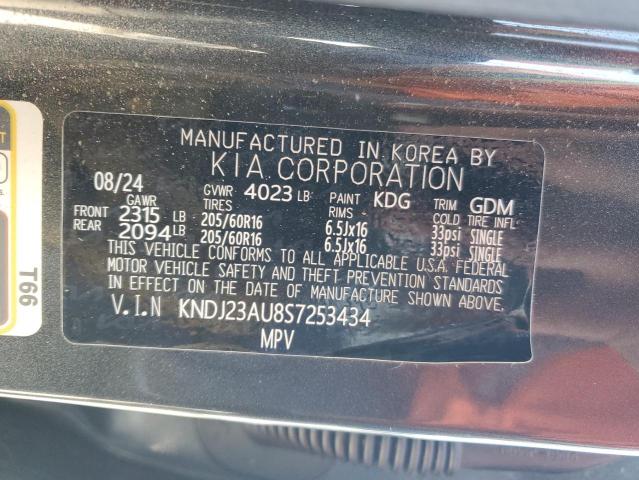 MANUFACTURED IN KOREA BY
KIA CORPORATION
08/24 GVWR 4023 LB PAINT KDG TRIM GDM
GAWR TIRES RIMS COLD TIRE INFL.
FRONT 2315 LB 205/60R16 6.5Jx16 33psi SINGLE
REAR 2094 LB 205/60R16 6.5Jx16 33psi SINGLE
THIS VEHICLE CONFORMS TO ALL APPLICABLE U.S.A. FEDERAL
MOTOR VEHICLE SAFETY AND THEFT PREVENTION STANDARDS
IN EFFECT ON THE DATE OF MANUFACTURE SHOWN ABOVE.
V.I.N KNDJ23AU8S7253434
MPV
T66